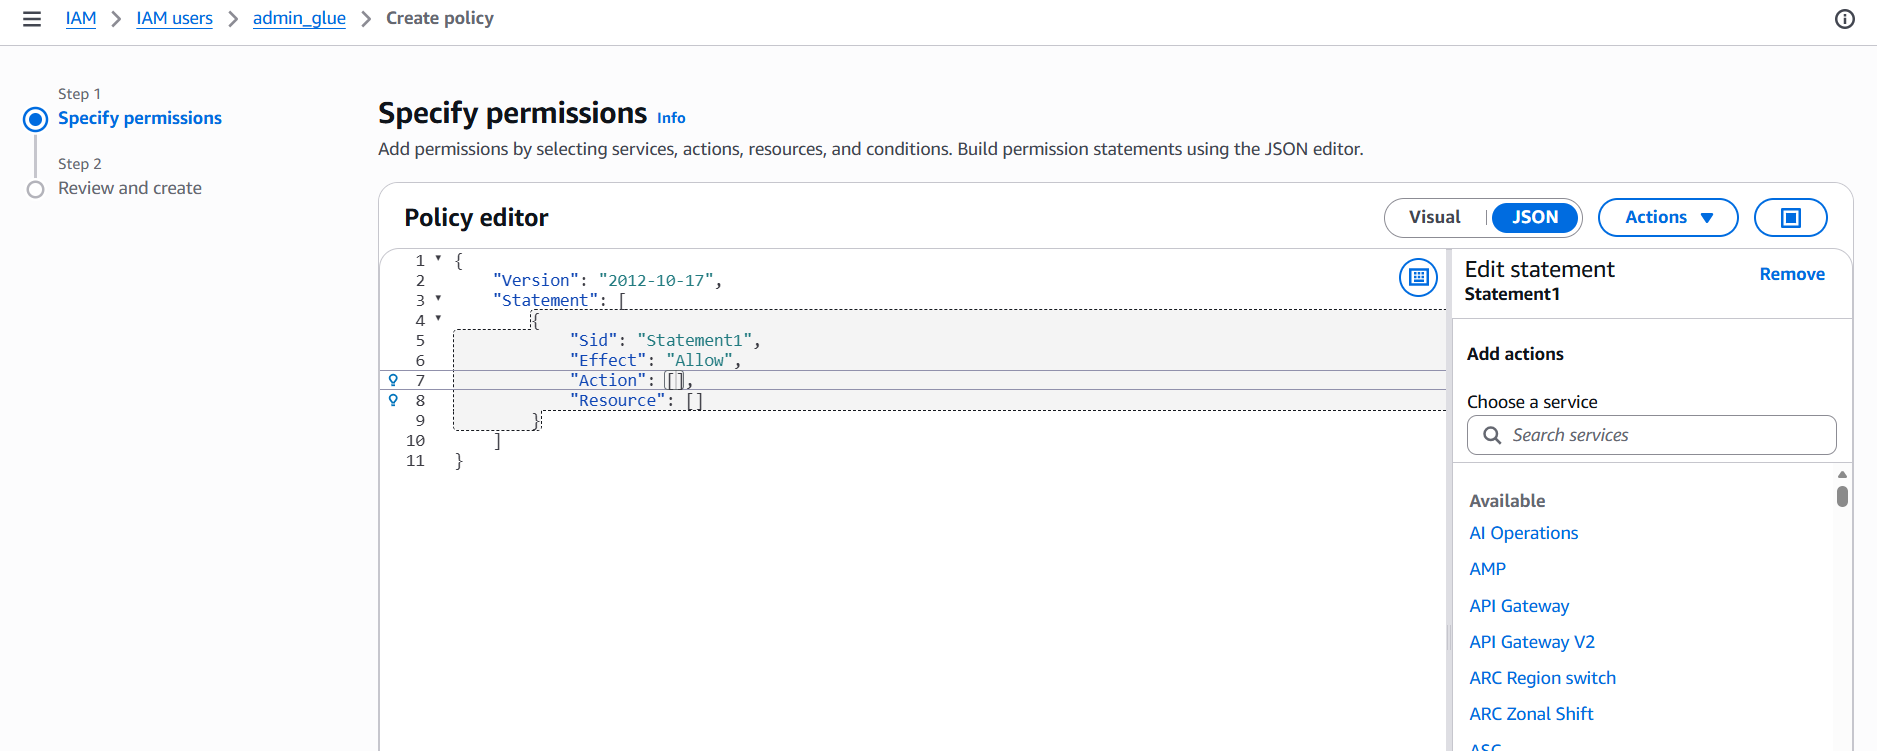 IAM > IAM users > admin_glue > Create policy
Step 1
Specify permissions
Step 2
Review and create
Specify permissions Info
Add permissions by selecting services, actions, resources, and conditions. Build permission statements using the JSON editor.
Policy editor
Visual | JSON
Actions
1 {
2 "Version": "2012-10-17",
3 "Statement": [
4 {
5 "Sid": "Statement1",
6 "Effect": "Allow",
7 "Action": [],
8 "Resource": []
9 }
10 ]
11 }
Edit statement
Remove
Statement1
Add actions
Choose a service
Search services
Available
AI Operations
AMP
API Gateway
API Gateway V2
ARC Region switch
ARC Zonal Shift